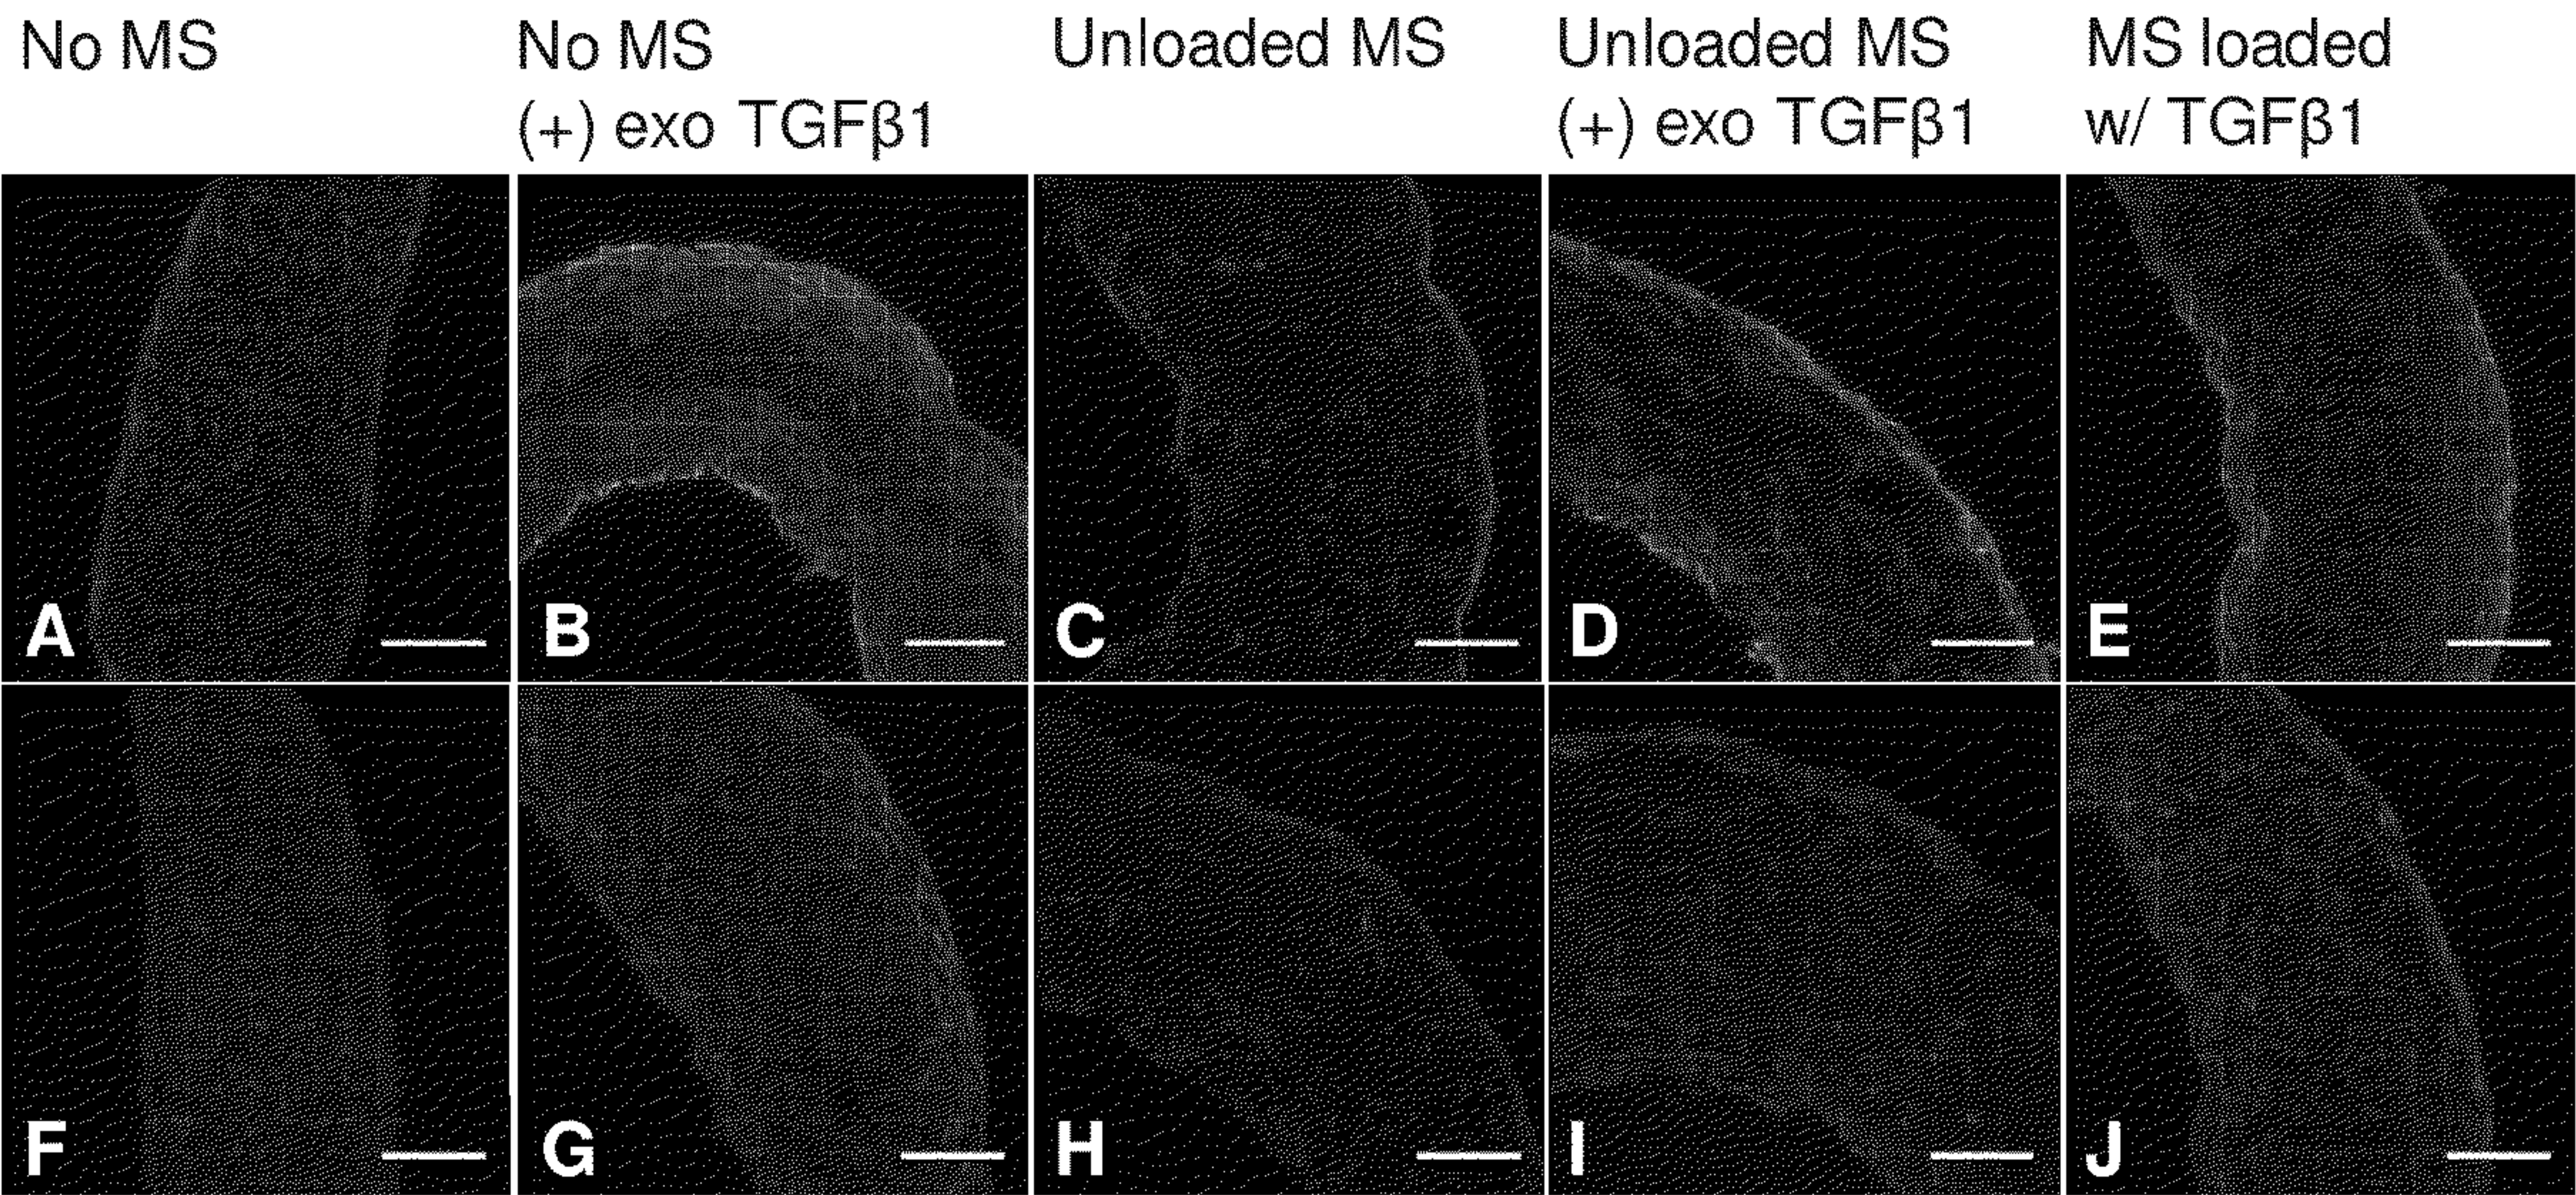 No MS
No MS
(+) exo TGFβ1
Unloaded MS
Unloaded MS
(+) exo TGFβ1
MS loaded
w/ TGFβ1
A
B
C
D
E
F
G
H
I
J